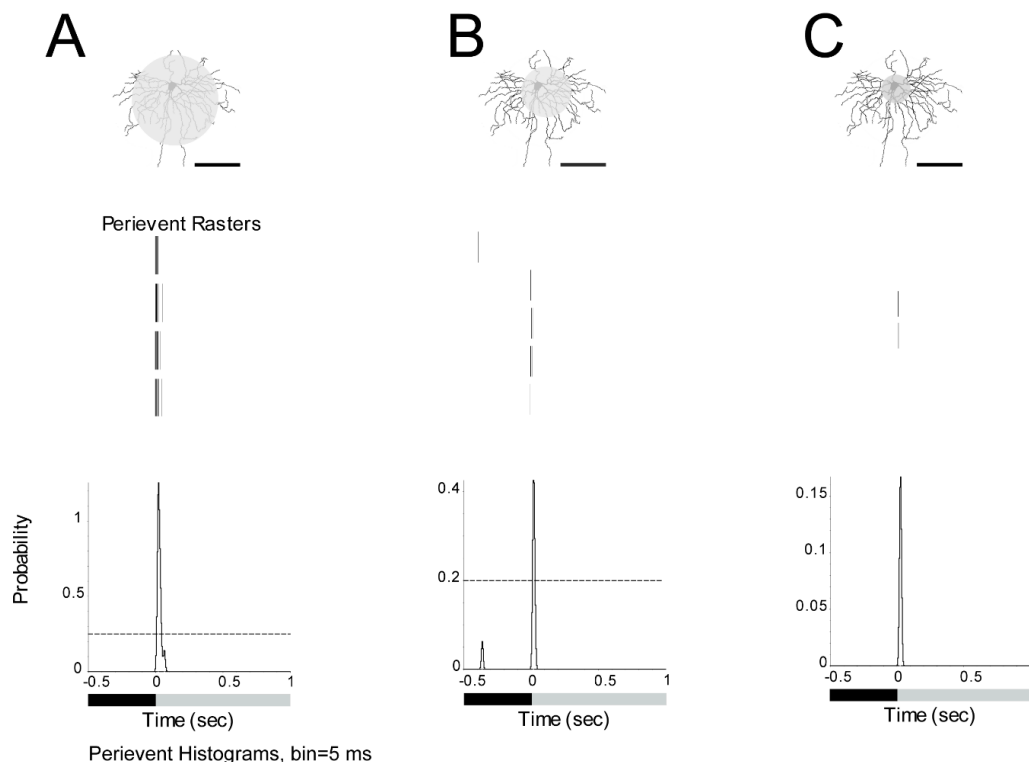 A
B
C
Perievent Rasters
Probability
1
0.5
0
-0.5
0
0.5
1
Time (sec)
0.4
0.2
0
-0.5
0
0.5
1
Time (sec)
0.15
0.1
0.05
0
-0.5
0
0.5
Time (sec)
Perievent Histograms, bin=5 ms